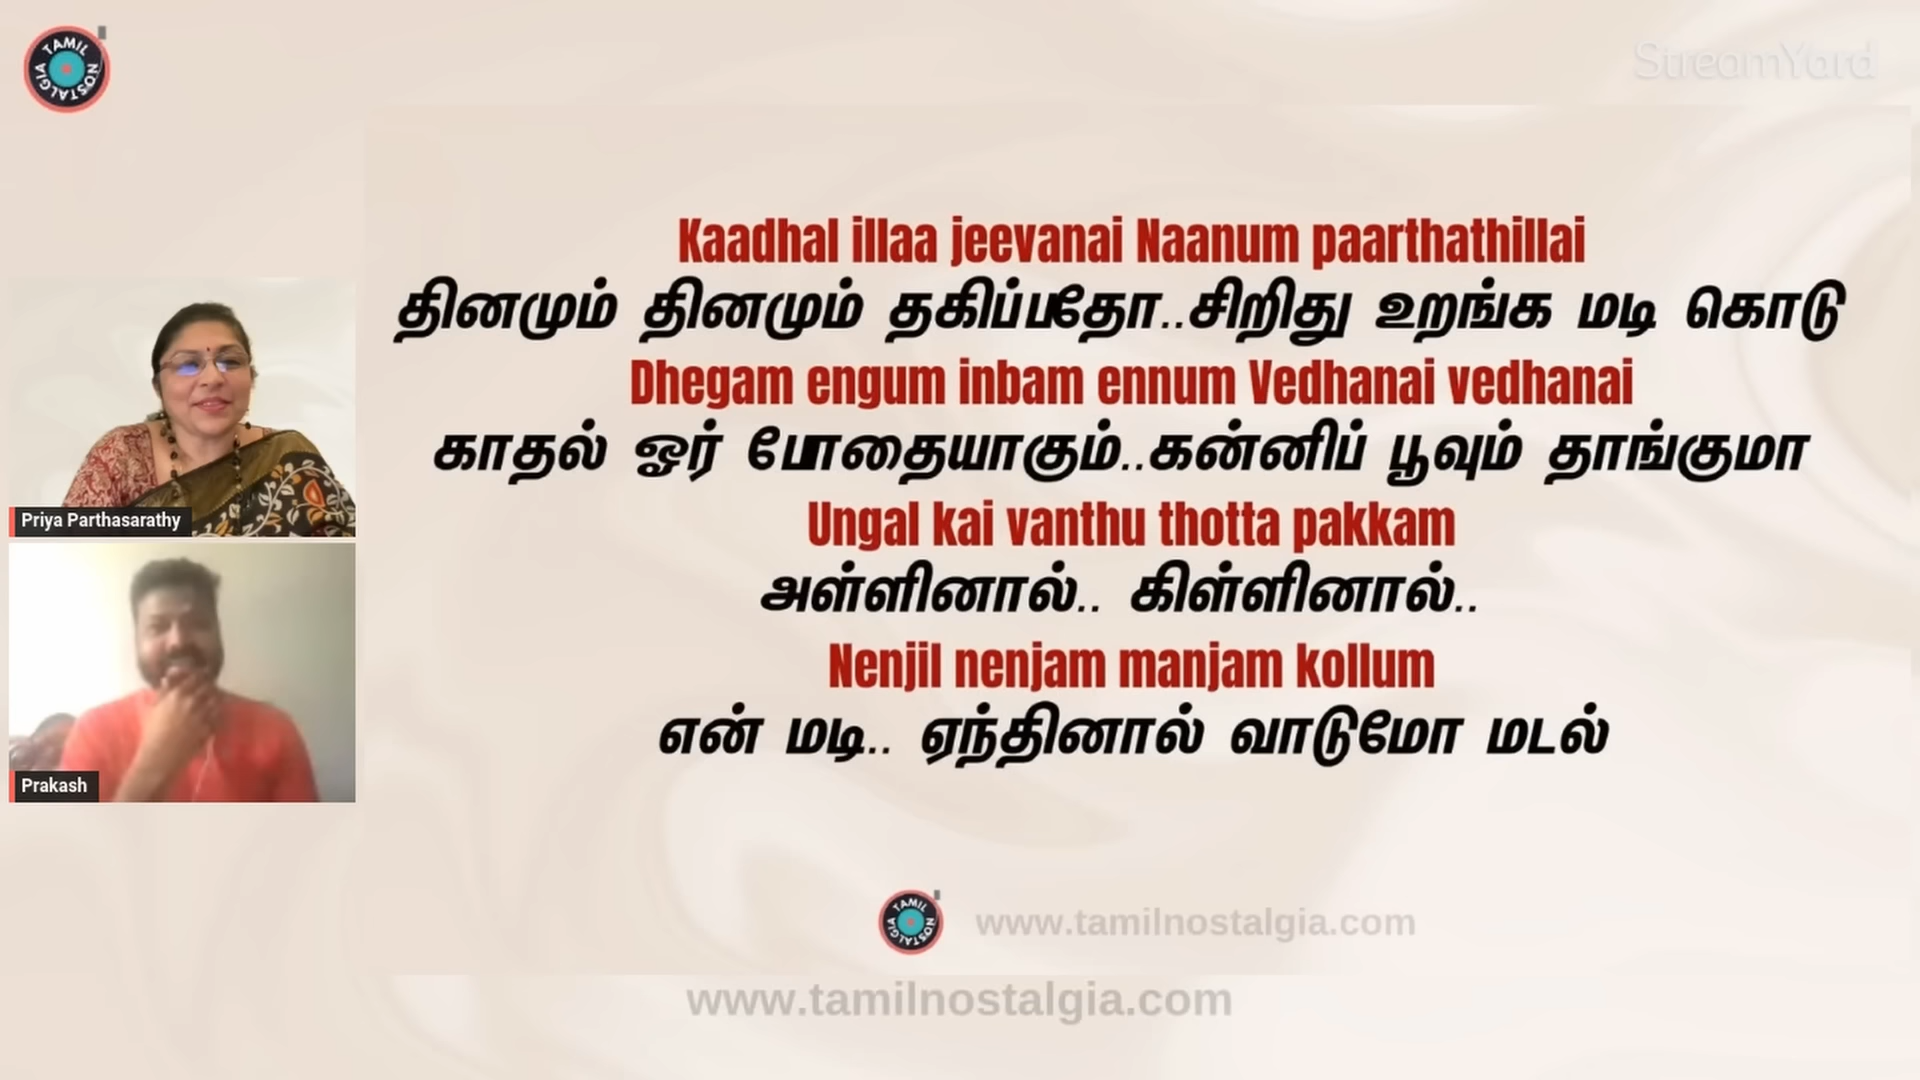 TAMIL NOSTALGIA
StreamYard
Kaadhal illaa jeevanai Naanum paarthathillai
தினமும் தினமும் தகிப்பதோ..சிறிது உறங்க மடி கொடு
Dhegam engum inbam ennum Vedhanai vedhanai
காதல் ஓர் போதையாகும்..கன்னிப் பூவும் தாங்குமா
Ungal kai vanthu thotta pakkam
அள்ளினால்.. கிள்ளினால்..
Nenjil nenjam manjam kollum
என் மடி.. ஏந்தினால் வாடுமோ மடல்
Priya Parthasarathy
Prakash
TAMIL NOSTALGIA
www.tamilnostalgia.com
www.tamilnostalgia.com